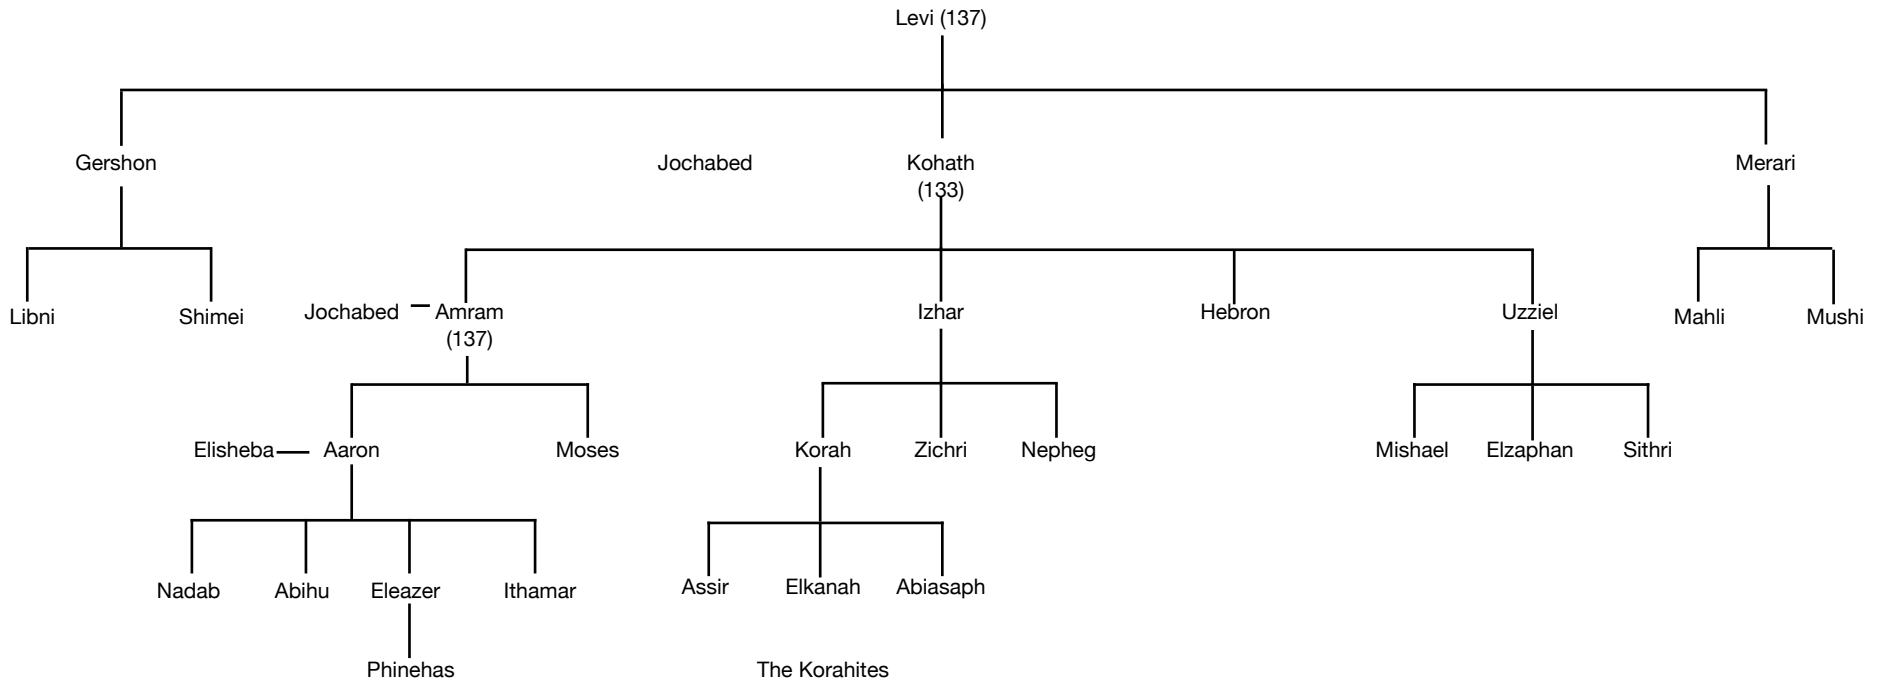 Levi (137)
Gershon
Jochabed
Kohath
(133)
Merari
Libni
Shimei
Jochabed
Amram
(137)
Izhar
Hebron
Uzziel
Mahli
Mushi
Elisheba
Aaron
Moses
Korah
Zichri
Nepheg
Mishael
Elzaphan
Sithri
Nadab
Abihu
Eleazer
Ithamar
Assir
Elkanah
Abiasaph
Phinehas
The Korahites